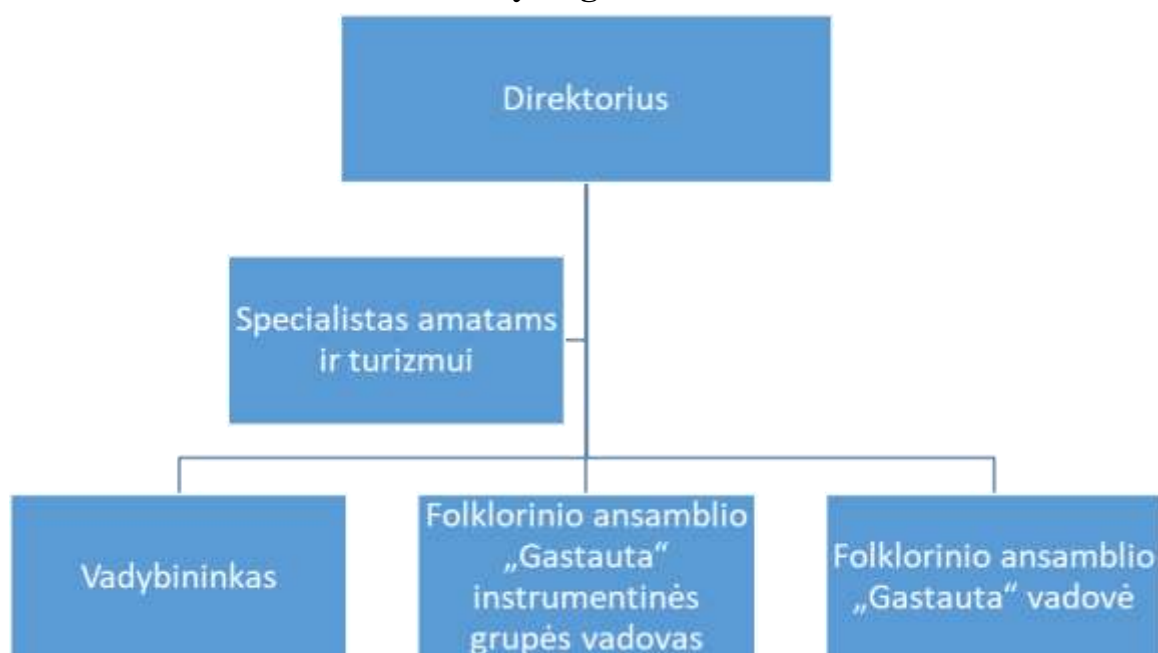 Direktorius
Specialistas amatams
ir turizmui
Vadybininkas
Folklorinio ansamblio
„Gastauta“
instrumentinės
grupės vadovas
Folklorinio ansamblio
„Gastauta“ vadovė